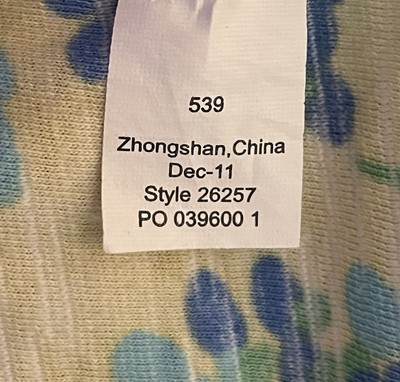 539
Zhongshan,China
Dec-11
Style 26257
PO 039600 1